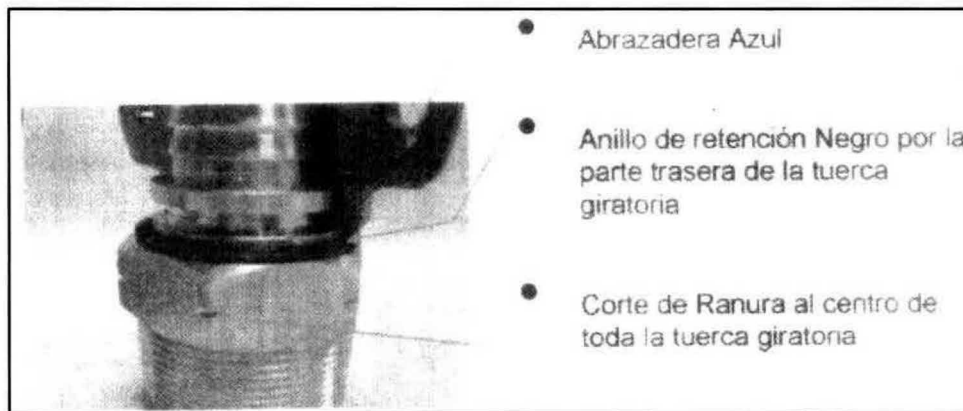 Abrazadera Azul
Anillo de retención Negro por la
parte trasera de la tuerca
giratoria
Corte de Ranura al centro de
toda la tuerca giratoria